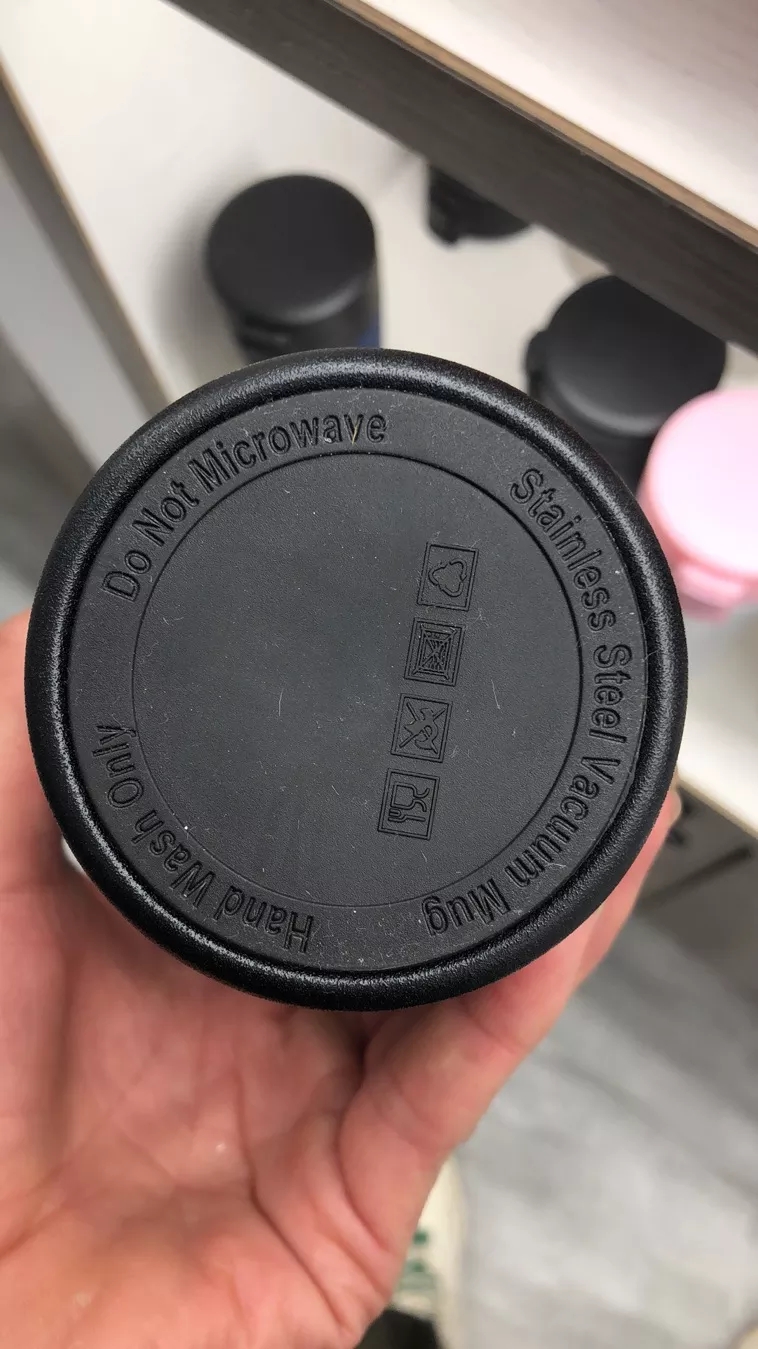 Do Not Microwave
Stainless Steel Vacuum Mug
Hand Wash Only